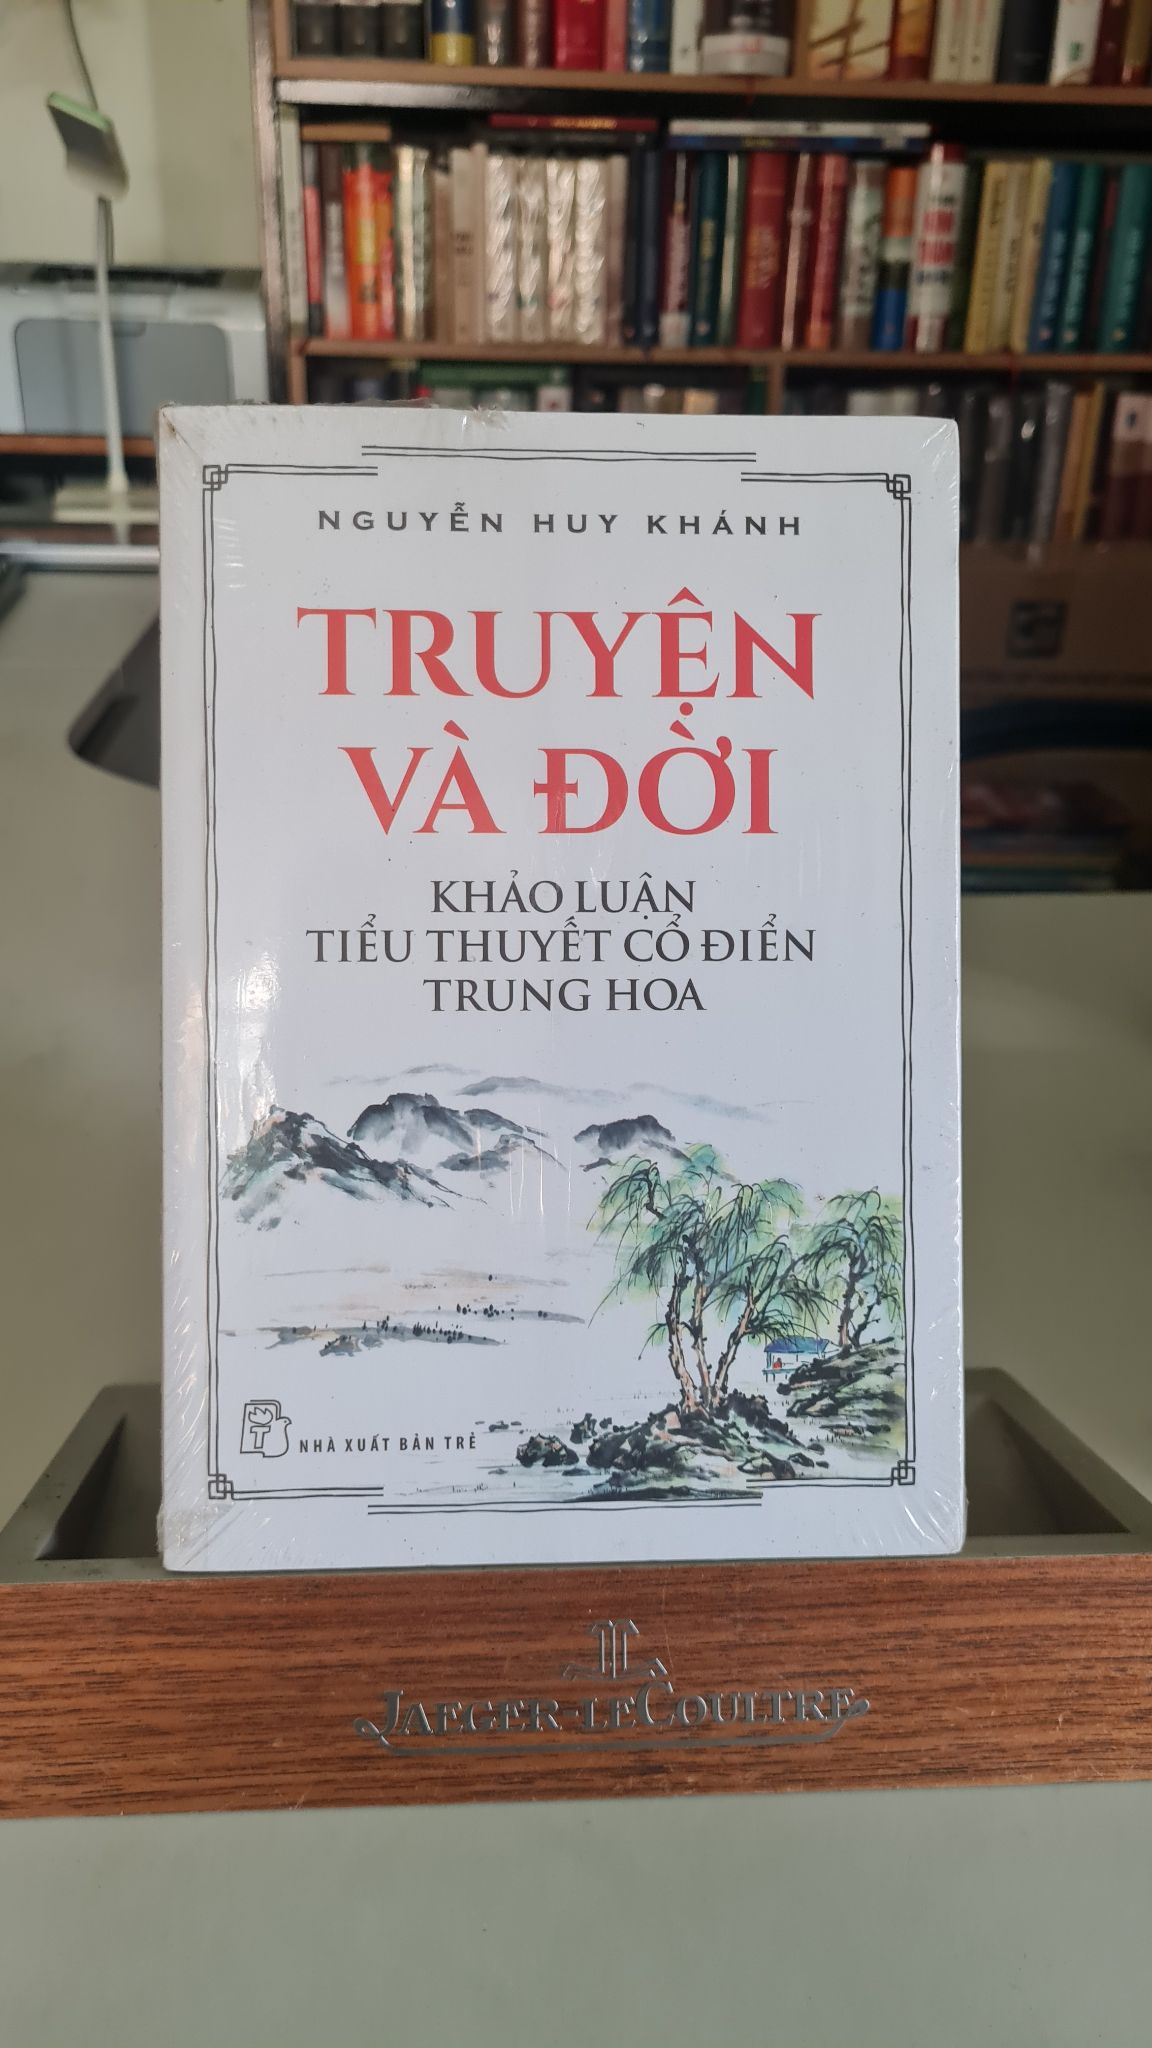 NGUYỄN HUY KHÁNH
TRUYỆN
VÀ ĐỜI
KHẢO LUẬN
TIỂU THUYẾT CỔ ĐIỂN
TRUNG HOA
NHÀ XUẤT BẢN TRẺ
JAEGER-LECOULTRE